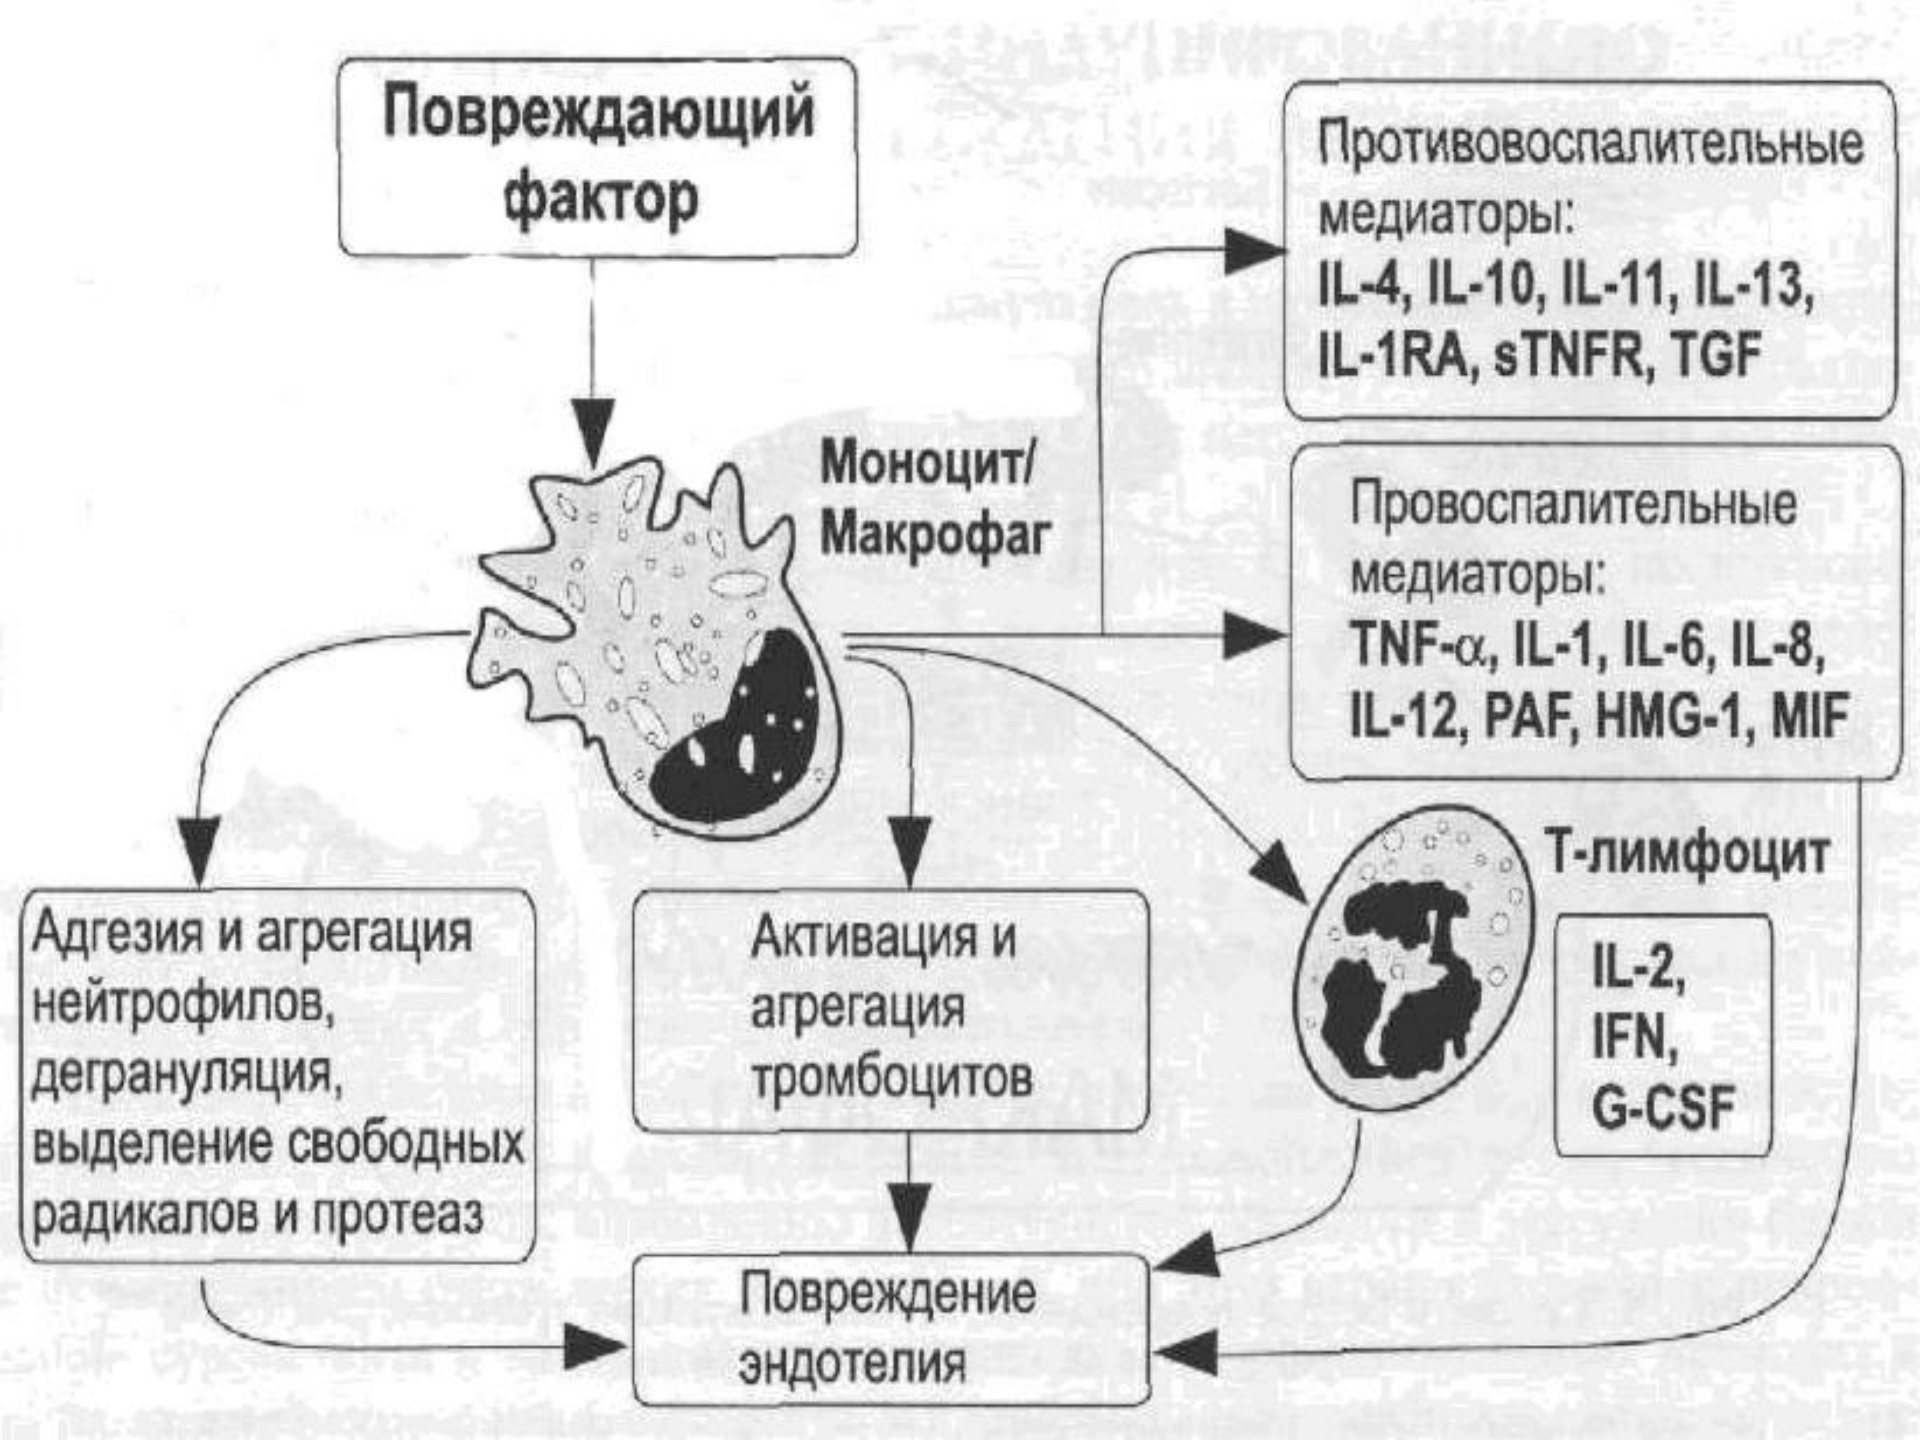 Повреждающий
фактор
Противовоспалительные
медиаторы:
IL-4, IL-10, IL-11, IL-13,
IL-1RA, sTNFR, TGF
Моноцит/
Макрофаг
Провоспалительные
медиаторы:
TNF-α, IL-1, IL-6, IL-8,
IL-12, PAF, HMG-1, MIF
Т-лимфоцит
IL-2,
IFN,
G-CSF
Адгезия и агрегация
нейтрофилов,
дегрануляция,
выделение свободных
радикалов и протеаз
Активация и
агрегация
тромбоцитов
Повреждение
эндотелия